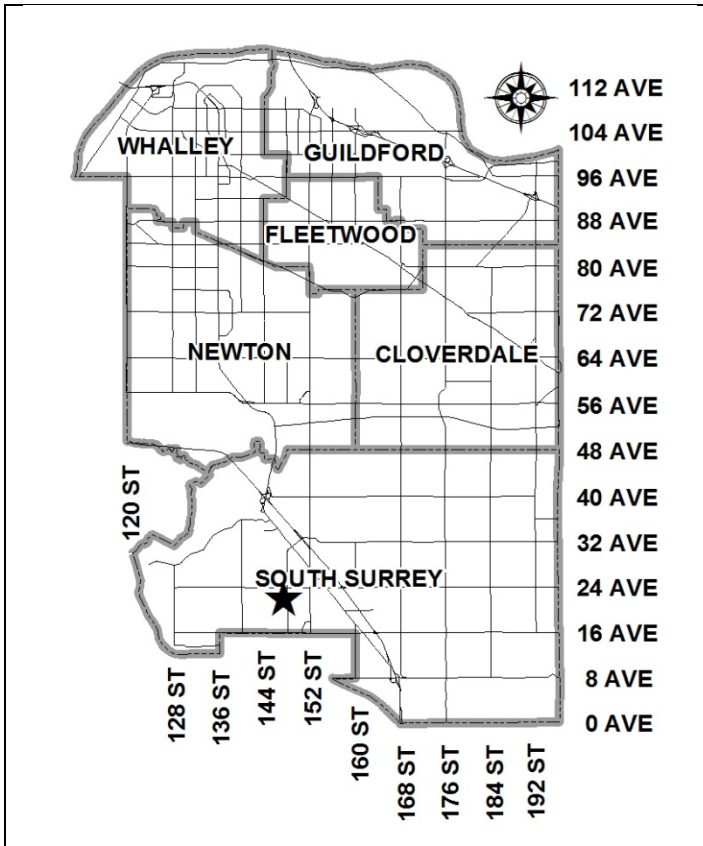 112 AVE
104 AVE
WHALLEY
GUILDFORD
96 AVE
88 AVE
FLEETWOOD
80 AVE
72 AVE
NEWTON
CLOVERDALE
64 AVE
56 AVE
48 AVE
120 ST
40 AVE
32 AVE
SOUTH SURREY
24 AVE
16 AVE
128 ST
136 ST
144 ST
152 ST
8 AVE
160 ST
0 AVE
168 ST
176 ST
184 ST
192 ST